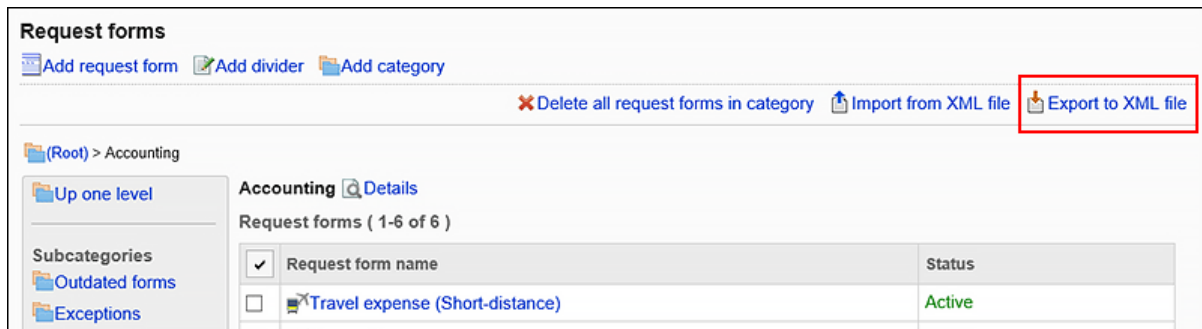 Request forms
Add request form Add divider Add category
Delete all request forms in category Import from XML file Export to XML file
(Root) > Accounting
Up one level
Accounting Details
Request forms ( 1-6 of 6 )
Subcategories
Outdated forms
Exceptions
Request form name Status
Travel expense (Short-distance) Active